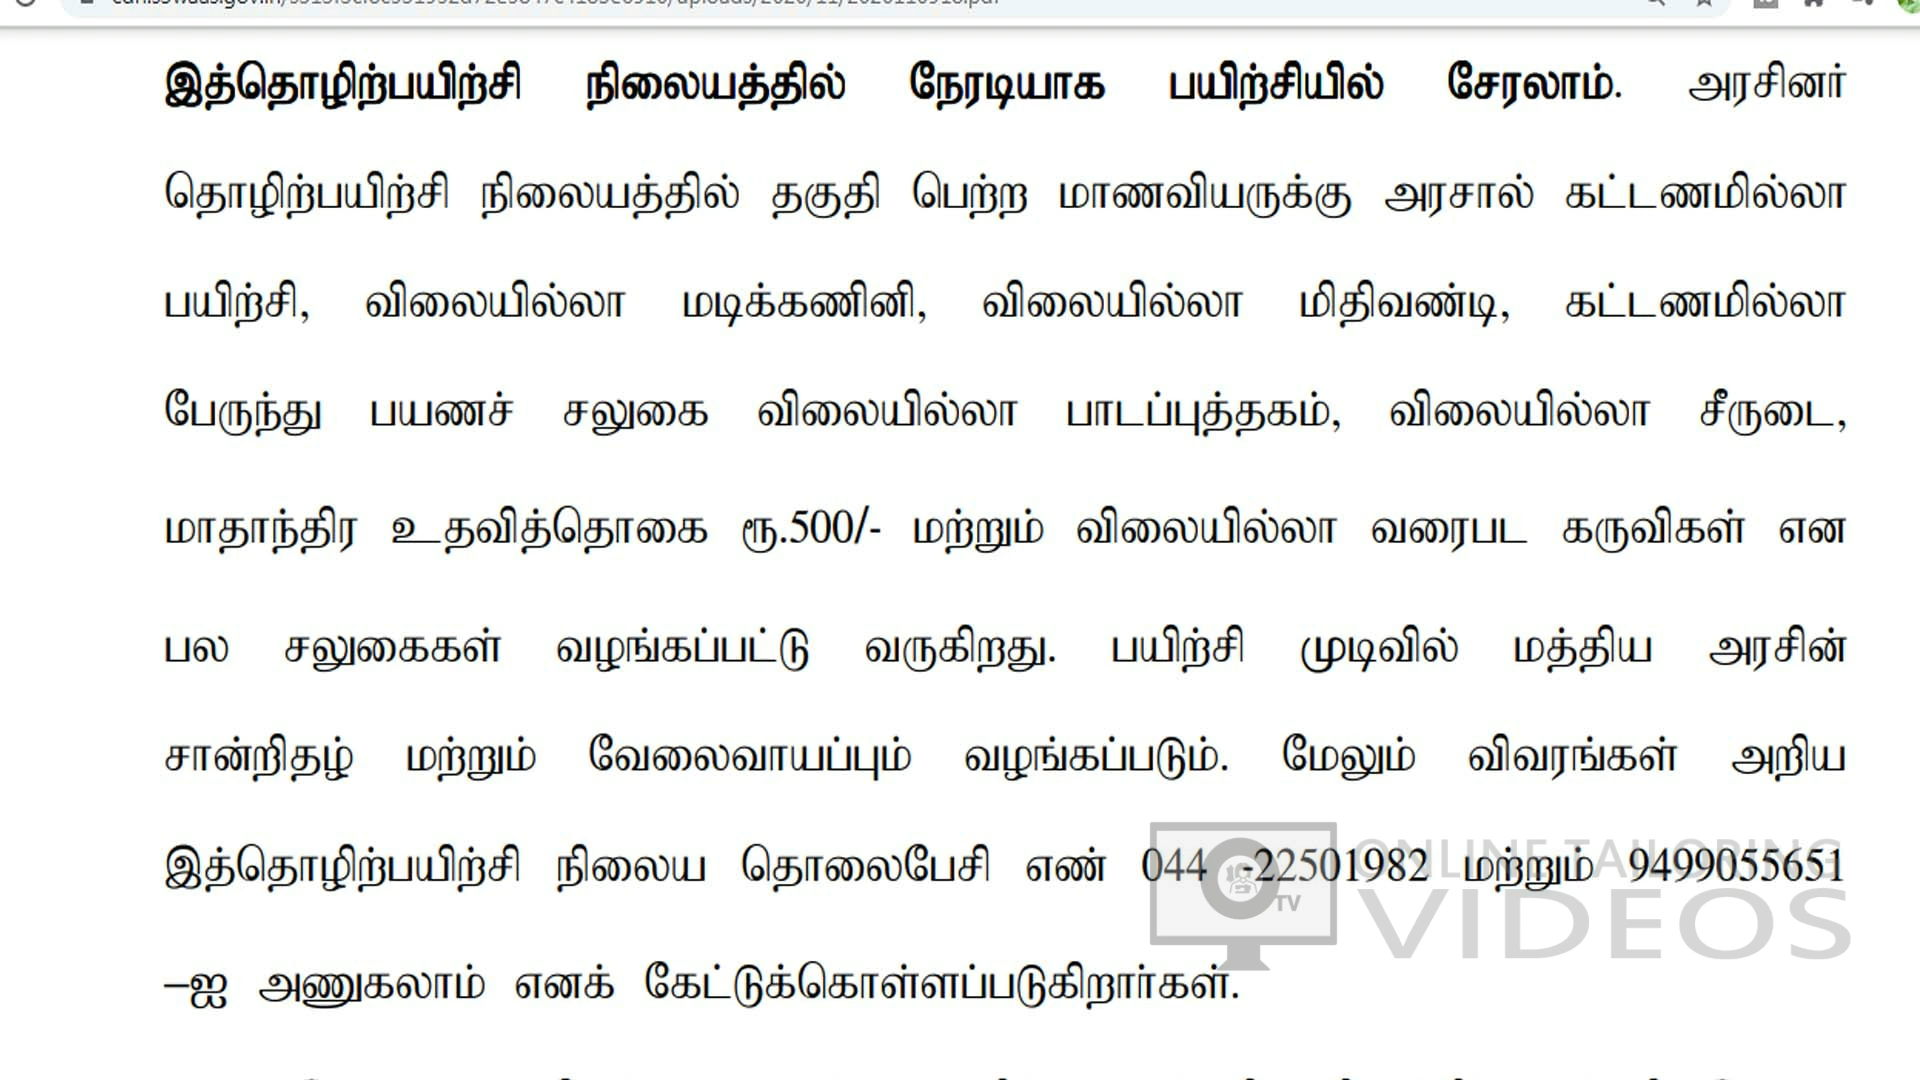 இத்தொழிற்பயிற்சி நிலையத்தில் நேரடியாக பயிற்சியில் சேரலாம். அரசினர்
தொழிற்பயிற்சி நிலையத்தில் தகுதி பெற்ற மாணவியருக்கு அரசால் கட்டணமில்லா
பயிற்சி, விலையில்லா மடிக்கணினி, விலையில்லா மிதிவண்டி, கட்டணமில்லா
பேருந்து பயணச் சலுகை விலையில்லா பாடப்புத்தகம், விலையில்லா சீருடை,
மாதாந்திர உதவித்தொகை ரூ.500/- மற்றும் விலையில்லா வரைபட கருவிகள் என
பல சலுகைகள் வழங்கப்பட்டு வருகிறது. பயிற்சி முடிவில் மத்திய அரசின்
சான்றிதழ் மற்றும் வேலைவாயப்பும் வழங்கப்படும். மேலும் விவரங்கள் அறிய
இத்தொழிற்பயிற்சி நிலைய தொலைபேசி எண் 044 -22501982 மற்றும் 9499055651
–ஐ அணுகலாம் எனக் கேட்டுக்கொள்ளப்படுகிறார்கள்.
TV
ONLINE TAILORING
VIDEOS